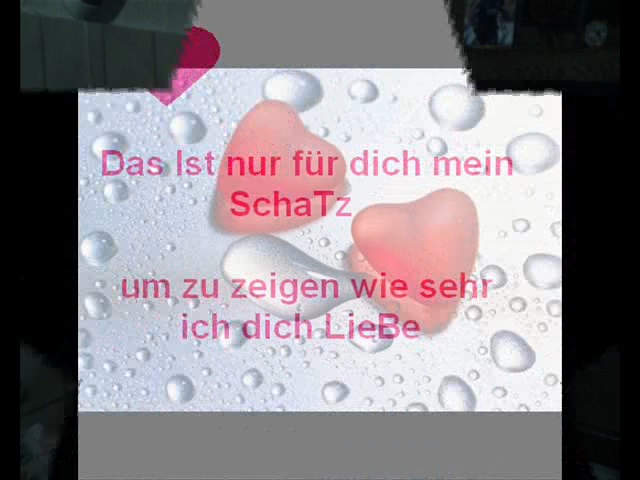 Das Ist nur für dich mein
SchaTz
um zu zeigen wie sehr
ich dich LieBe